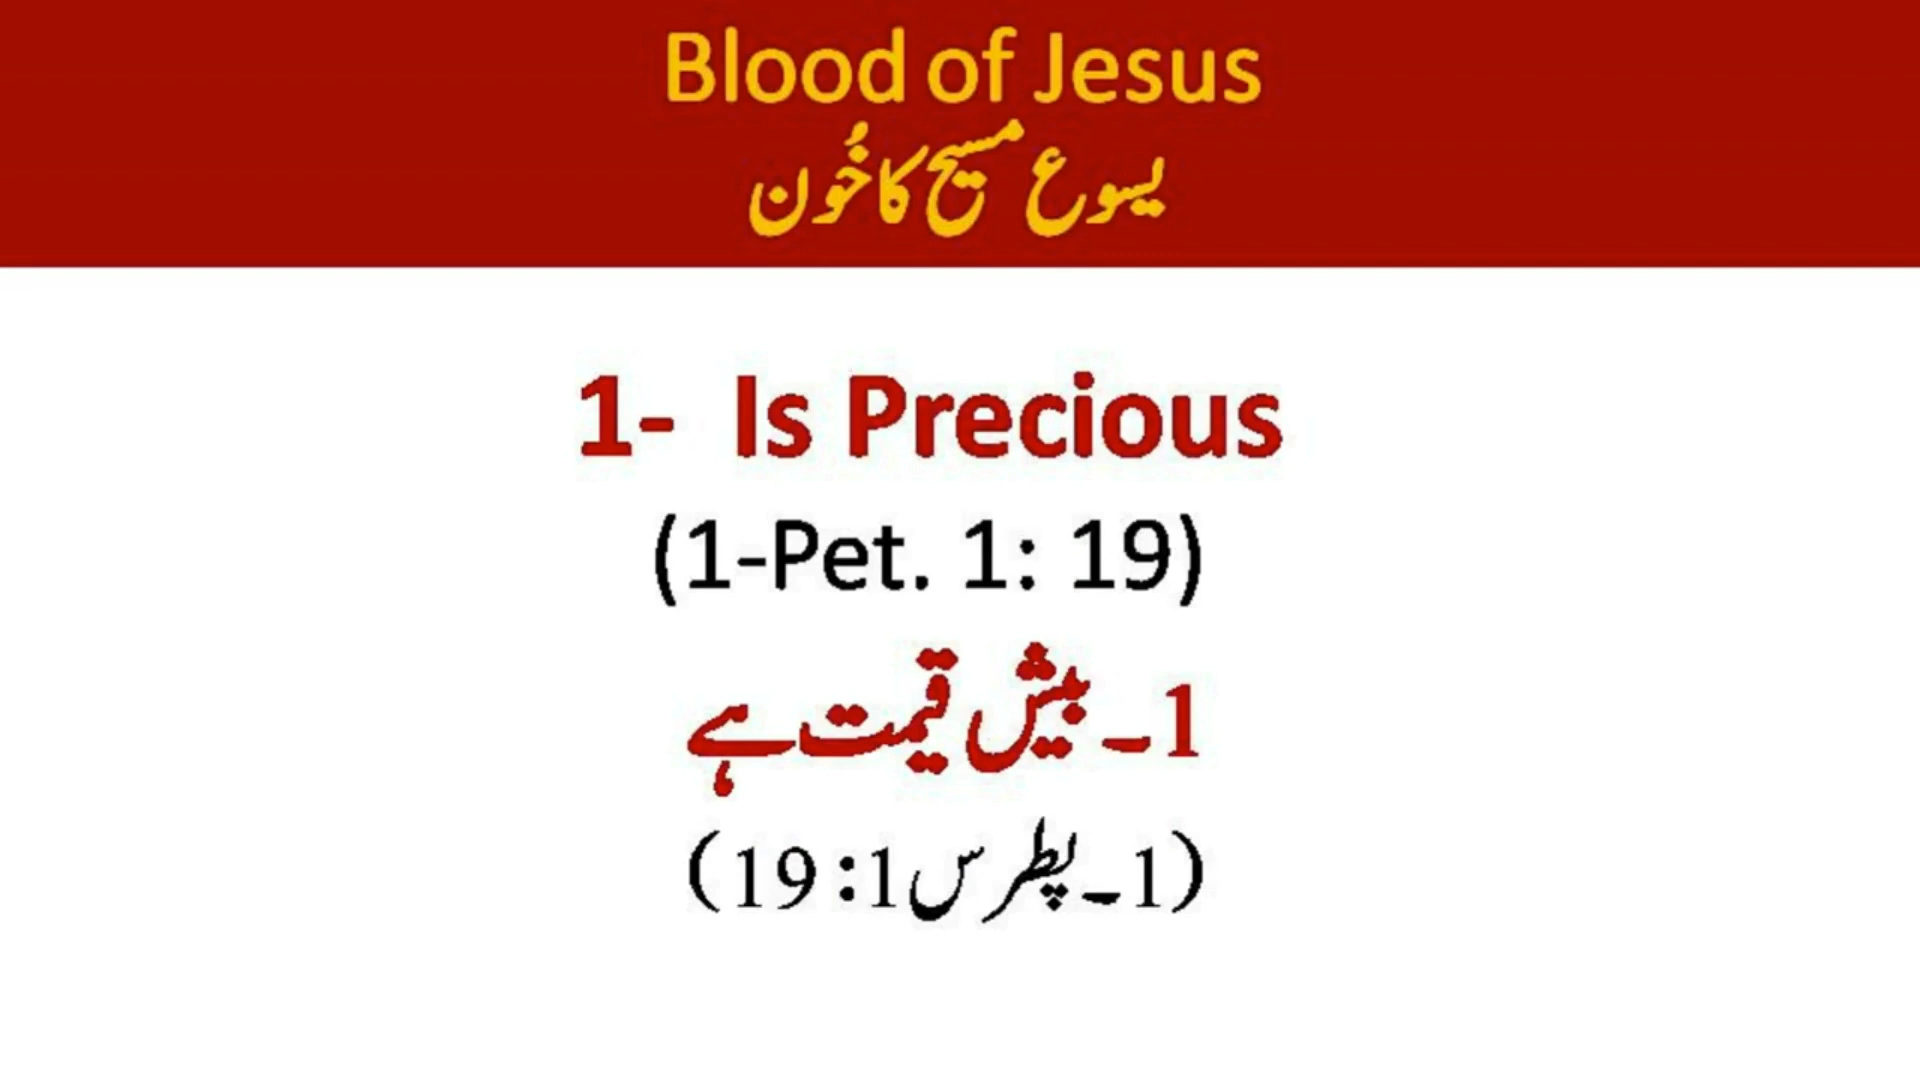 Blood of Jesus
یسوع مسیح کا خُون
1- Is Precious
(1-Pet. 1: 19)
1۔ بیش قیمت ہے
(1۔ پطرس 1: 19)